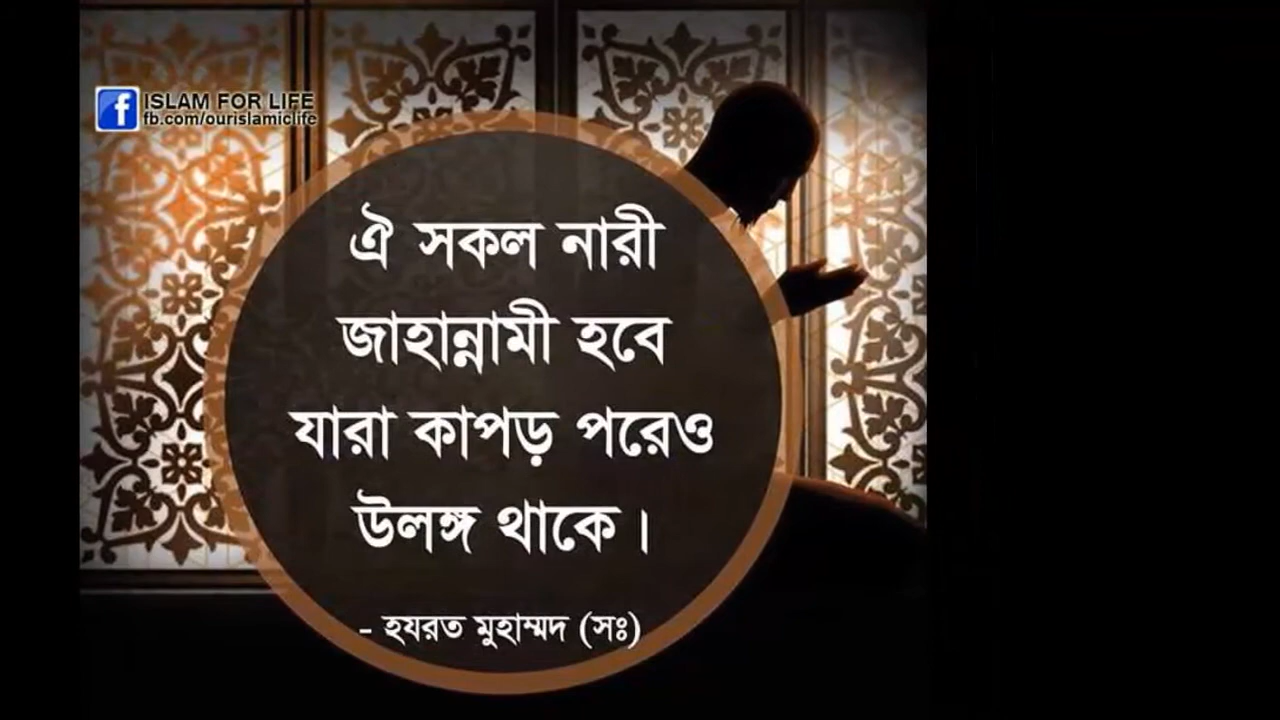 ISLAM FOR LIFE
fb.com/ourislamiclife
ঐ সকল নারী
জাহান্নামী হবে
যারা কাপড় পরেও
উলঙ্গ থাকে।
- হযরত মুহাম্মদ (সঃ)